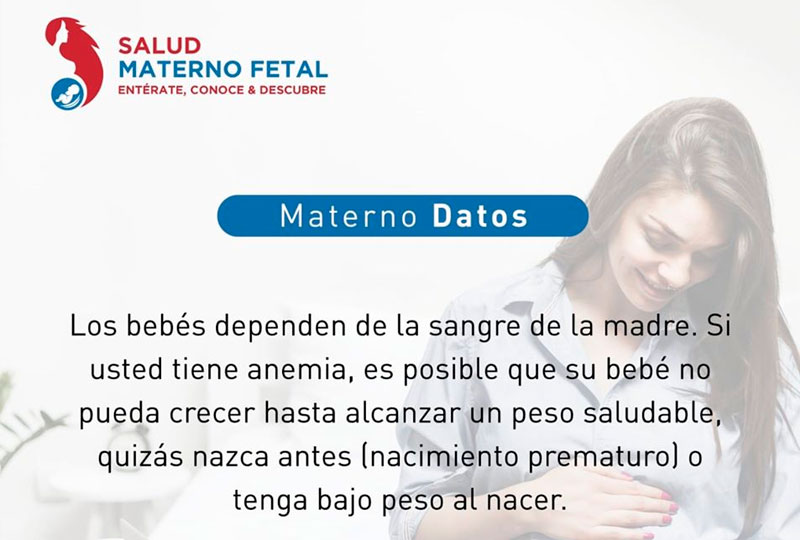 SALUD
MATERNO FETAL
ENTÉRATE, CONOCE & DESCUBRE
Materno Datos
Los bebés dependen de la sangre de la madre. Si
usted tiene anemia, es posible que su bebé no
pueda crecer hasta alcanzar un peso saludable,
quizás nazca antes (nacimiento prematuro) o
tenga bajo peso al nacer.